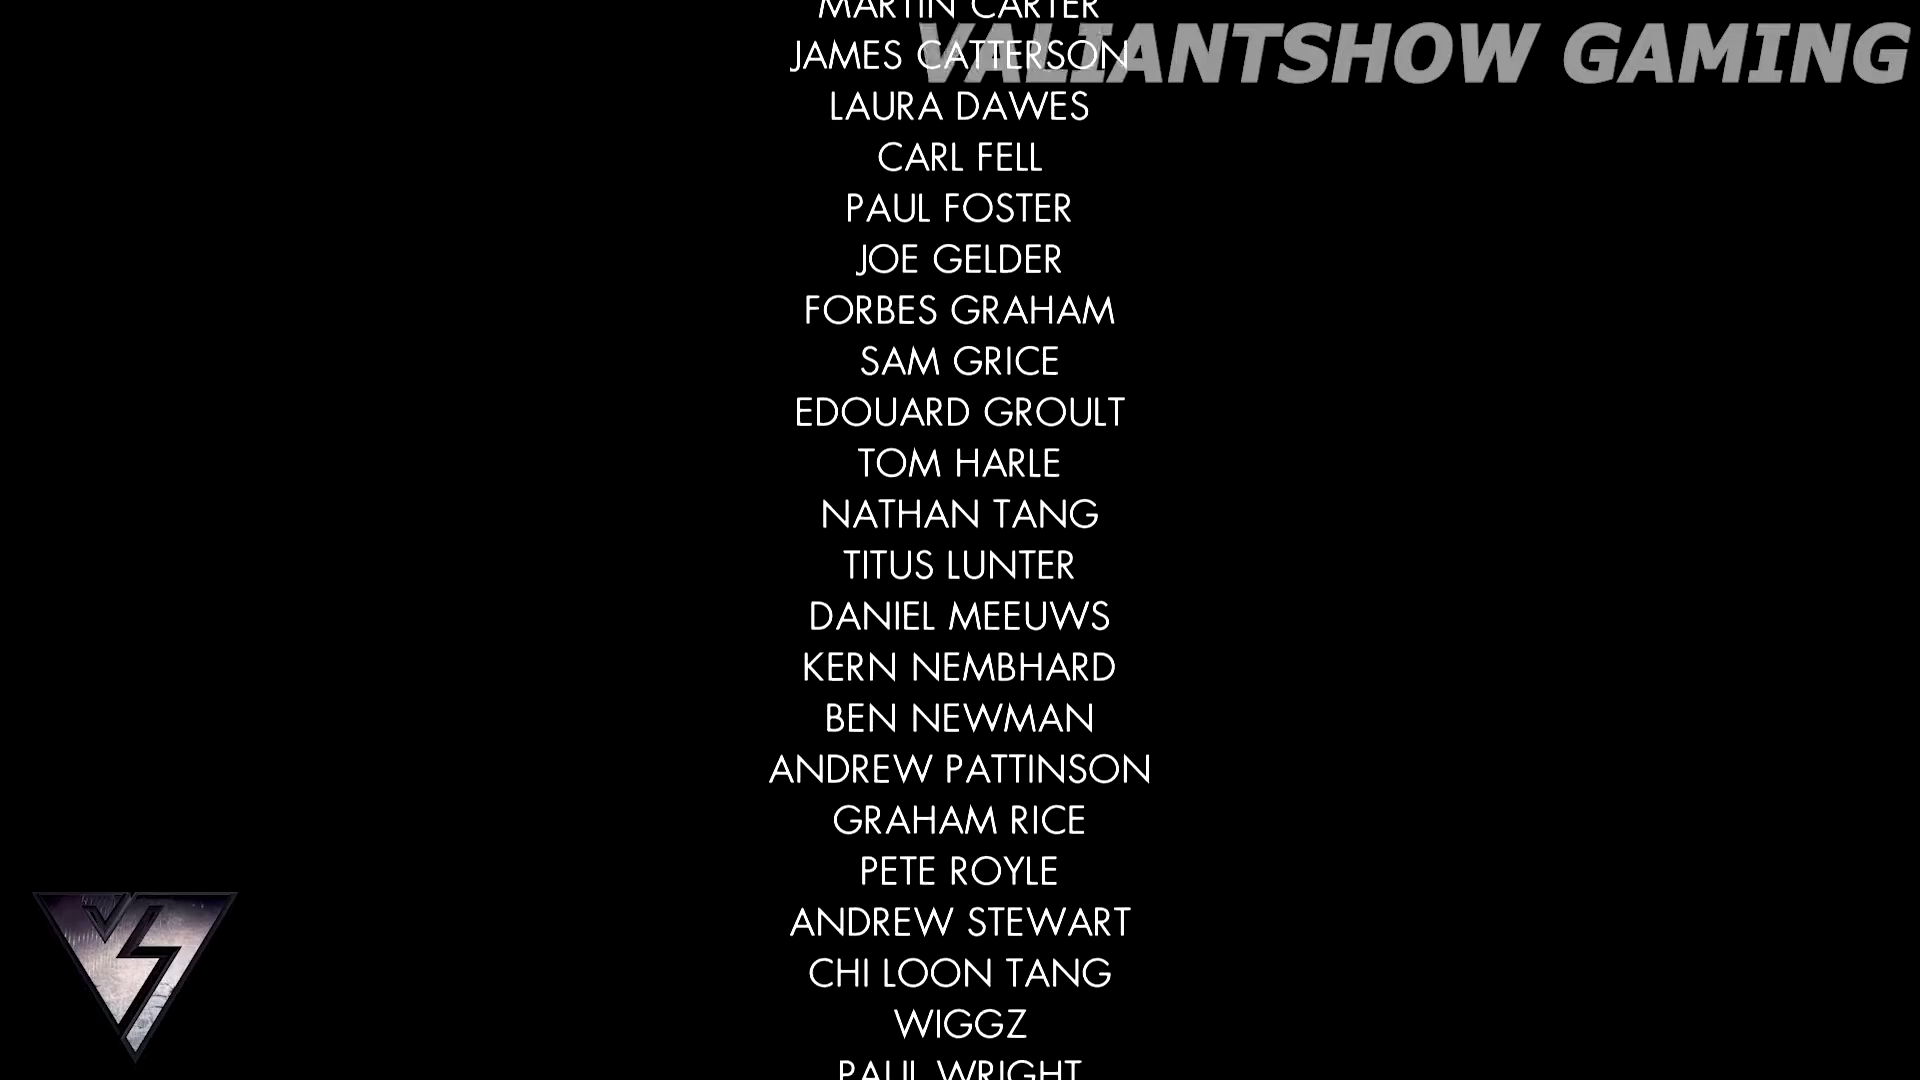 MARTIN CARTER
VALIANTSHOW GAMING
JAMES CATTERSON
LAURA DAWES
CARL FELL
PAUL FOSTER
JOE GELDER
FORBES GRAHAM
SAM GRICE
EDOUARD GROULT
TOM HARLE
NATHAN TANG
TITUS LUNTER
DANIEL MEEUWS
KERN NEMBHARD
BEN NEWMAN
ANDREW PATTINSON
GRAHAM RICE
PETE ROYLE
ANDREW STEWART
CHI LOON TANG
WIGGZ
PAUL WRIGHT